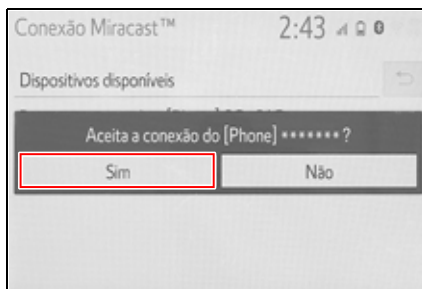 Conexão Miracast™ 2:43
Dispositivos disponíveis
Aceita a conexão do [Phone] ******* ?
Sim Não